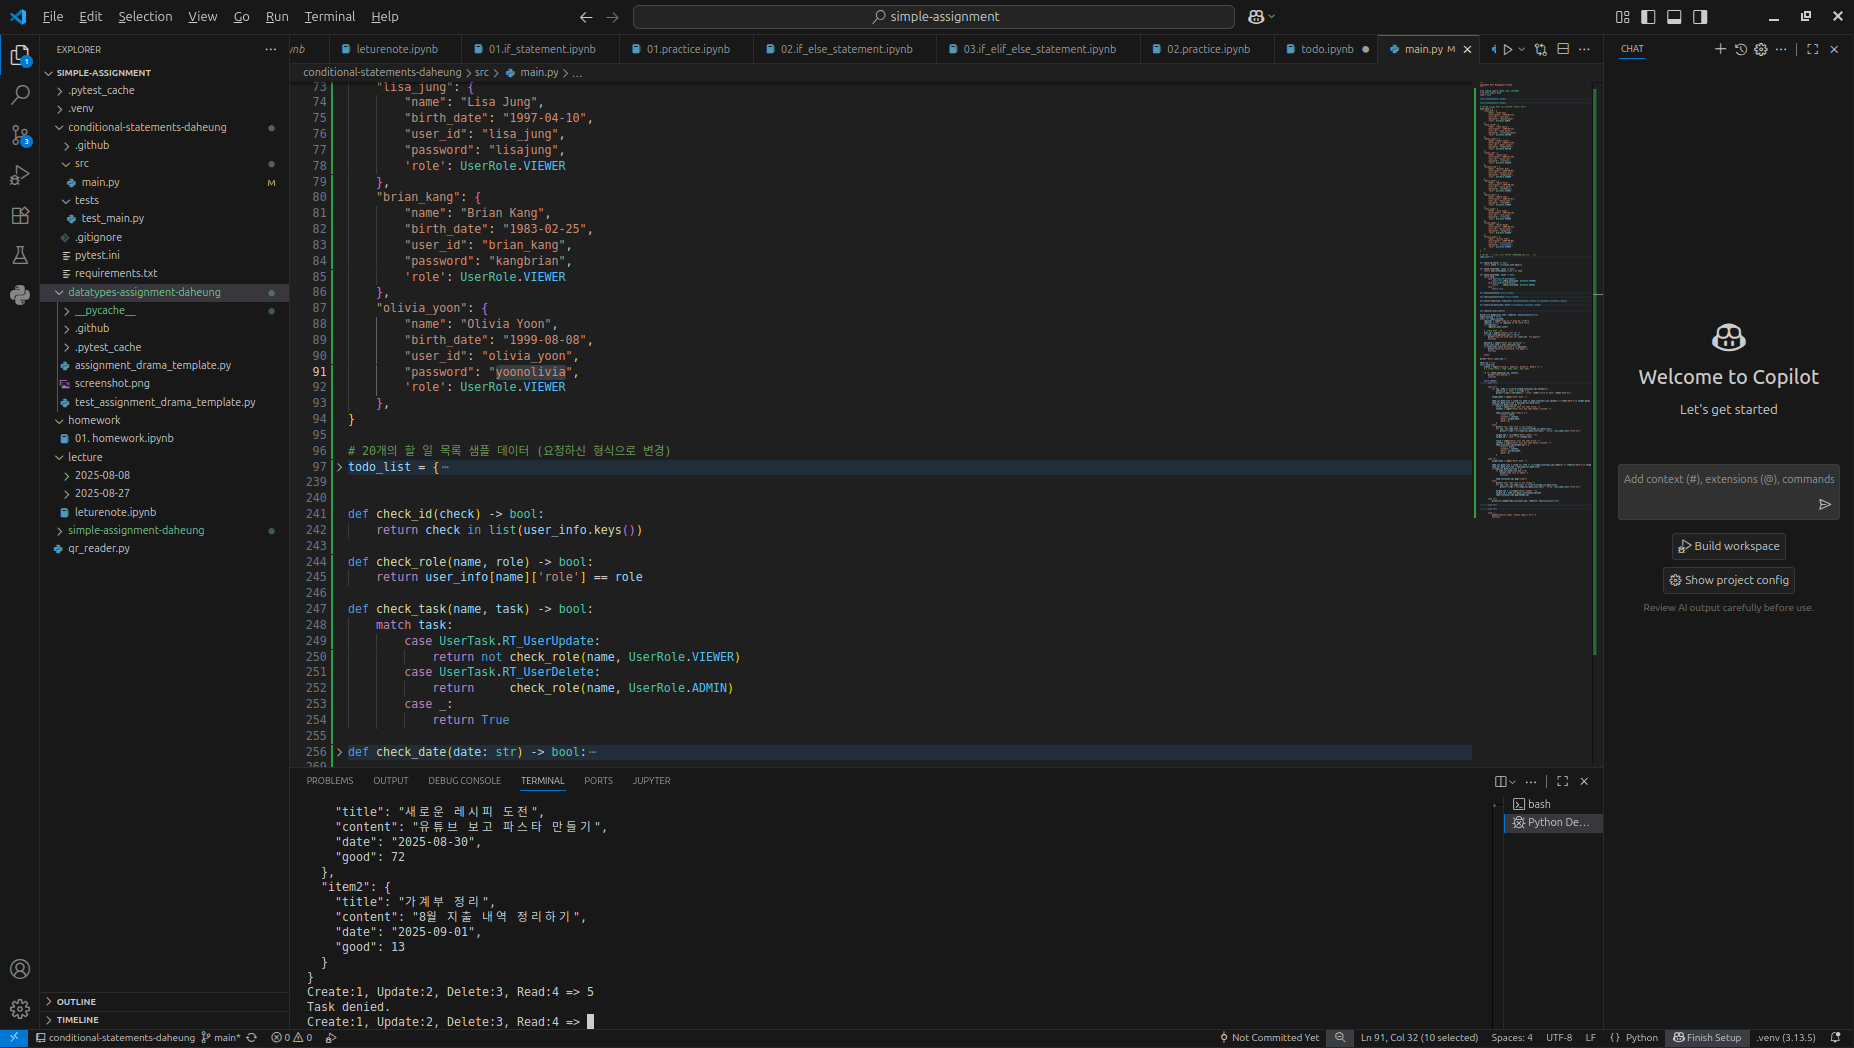 File Edit Selection View Go Run Terminal Help
simple-assignment
EXPLORER
SIMPLE-ASSIGNMENT
.pytest_cache
.venv
conditional-statements-daheung
.github
src
main.py M
tests
test_main.py
.gitignore
pytest.ini
requirements.txt
datatypes-assignment-daheung
__pycache__
.github
.pytest_cache
assignment_drama_template.py
screenshot.png
test_assignment_drama_template.py
homework
01. homework.ipynb
lecture
2025-08-08
2025-08-27
leturenote.ipynb
simple-assignment-daheung
qr_reader.py
OUTLINE
TIMELINE
leturenote.ipynb 01.if_statement.ipynb 01.practice.ipynb 02.if_else_statement.ipynb 03.if_elif_else_statement.ipynb 02.practice.ipynb todo.ipynb main.py M
conditional-statements-daheung > src > main.py > ...
73 "lisa_jung": {
74 "name": "Lisa Jung",
75 "birth_date": "1997-04-10",
76 "user_id": "lisa_jung",
77 "password": "lisajung",
78 'role': UserRole.VIEWER
79 },
80 "brian_kang": {
81 "name": "Brian Kang",
82 "birth_date": "1983-02-25",
83 "user_id": "brian_kang",
84 "password": "kangbrian",
85 'role': UserRole.VIEWER
86 },
87 "olivia_yoon": {
88 "name": "Olivia Yoon",
89 "birth_date": "1999-08-08",
90 "user_id": "olivia_yoon",
91 "password": "yoonolivia",
92 'role': UserRole.VIEWER
93 },
94 }
95
96 # 20개의 할 일 목록 샘플 데이터 (요청하신 형식으로 변경)
97 todo_list = {
239
240
241 def check_id(check) -> bool:
242 return check in list(user_info.keys())
243
244 def check_role(name, role) -> bool:
245 return user_info[name]['role'] == role
246
247 def check_task(name, task) -> bool:
248 match task:
249 case UserTask.RT_UserUpdate:
250 return not check_role(name, UserRole.VIEWER)
251 case UserTask.RT_UserDelete:
252 return check_role(name, UserRole.ADMIN)
253 case _:
254 return True
255
256 def check_date(date: str) -> bool:
269
PROBLEMS OUTPUT DEBUG CONSOLE TERMINAL PORTS JUPYTER
"title": "새로운 레시피 도전",
"content": "유튜브 보고 파스타 만들기",
"date": "2025-08-30",
"good": 72
},
"item2": {
"title": "가계부 정리",
"content": "8월 지출 내역 정리하기",
"date": "2025-09-01",
"good": 13
}
}
Create:1, Update:2, Delete:3, Read:4 => 5
Task denied.
Create:1, Update:2, Delete:3, Read:4 =>
bash
Python De...
CHAT
Welcome to Copilot
Let's get started
Add context (#), extensions (@), commands
Build workspace
Show project config
Review AI output carefully before use.
conditional-statements-daheung main* 0 0
Not Committed Yet Ln 91, Col 32 (10 selected) Spaces: 4 UTF-8 LF {} Python Finish Setup .venv (3.13.5)